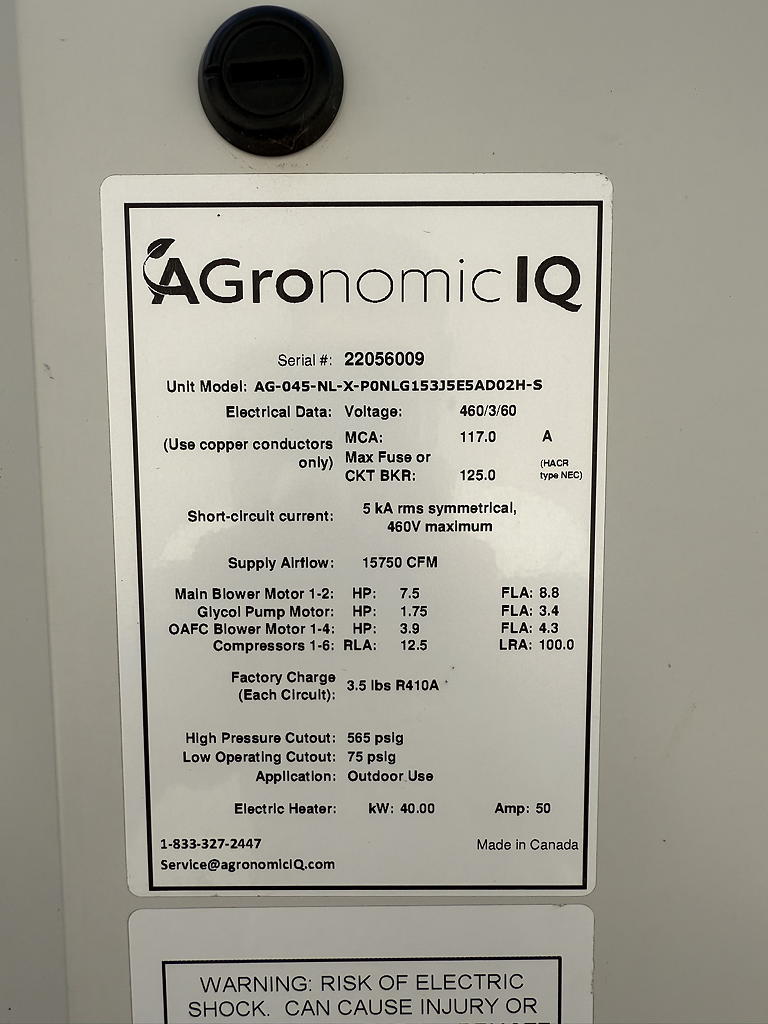 AGronomic IQ
Serial #: 22056009
Unit Model: AG-045-NL-X-P0NLG153J5E5AD02H-S
Electrical Data: Voltage: 460/3/60
(Use copper conductors only) MCA: 117.0 A
Max Fuse or CKT BKR: 125.0 (HACR type NEC)
Short-circuit current: 5 kA rms symmetrical,
460V maximum
Supply Airflow: 15750 CFM
Main Blower Motor 1-2: HP: 7.5 FLA: 8.8
Glycol Pump Motor: HP: 1.75 FLA: 3.4
OAFC Blower Motor 1-4: HP: 3.9 FLA: 4.3
Compressors 1-6: RLA: 12.5 LRA: 100.0
Factory Charge
(Each Circuit): 3.5 lbs R410A
High Pressure Cutout: 565 psig
Low Operating Cutout: 75 psig
Application: Outdoor Use
Electric Heater: kW: 40.00 Amp: 50
1-833-327-2447 Made in Canada
Service@agronomicIQ.com
WARNING: RISK OF ELECTRIC
SHOCK. CAN CAUSE INJURY OR